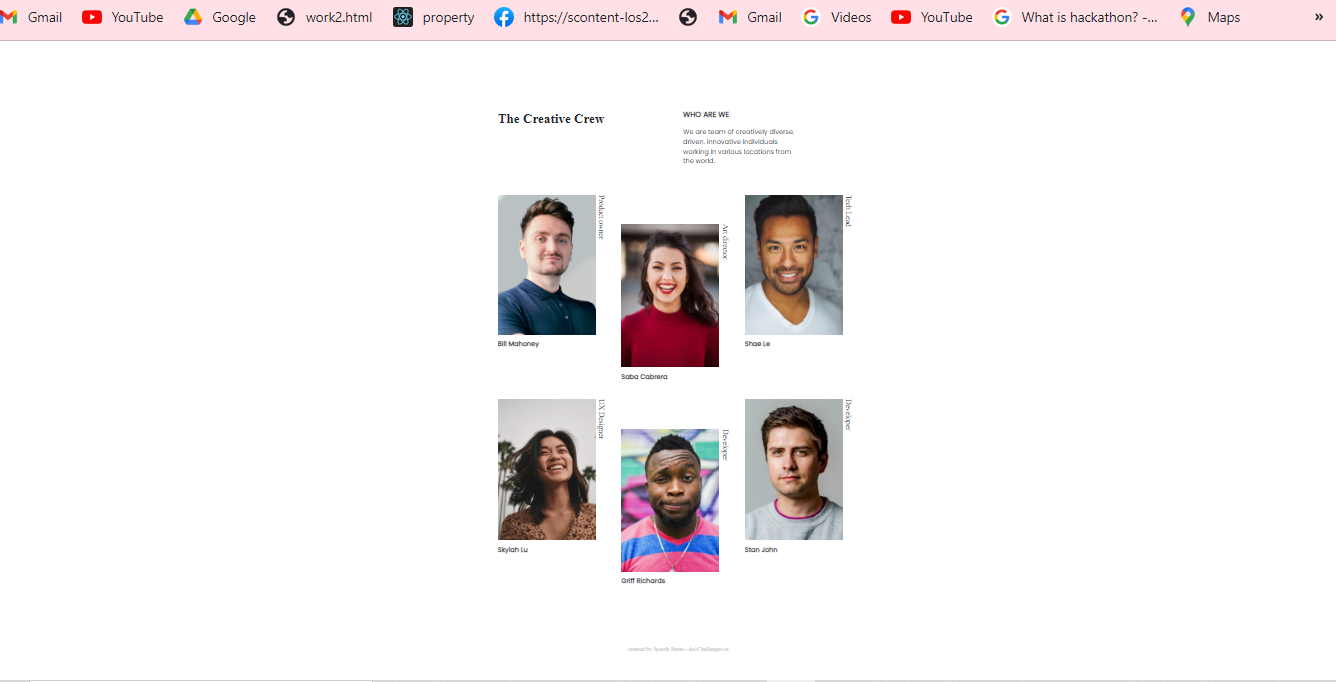 Gmail
YouTube
Google
work2.html
property
https://scontent-los2...
Gmail
Videos
YouTube
What is hackathon? -...
Maps
»
The Creative Crew
WHO ARE WE
We are team of creatively diverse.
driven. innovative individuals
working in various locations from
the world.
Product owner
Art director
Tech Lead
Bill Mahoney
Saba Cabrera
Shae Le
UX Designer
Developer
Developer
Skylah Lu
Griff Richards
Stan John
created by